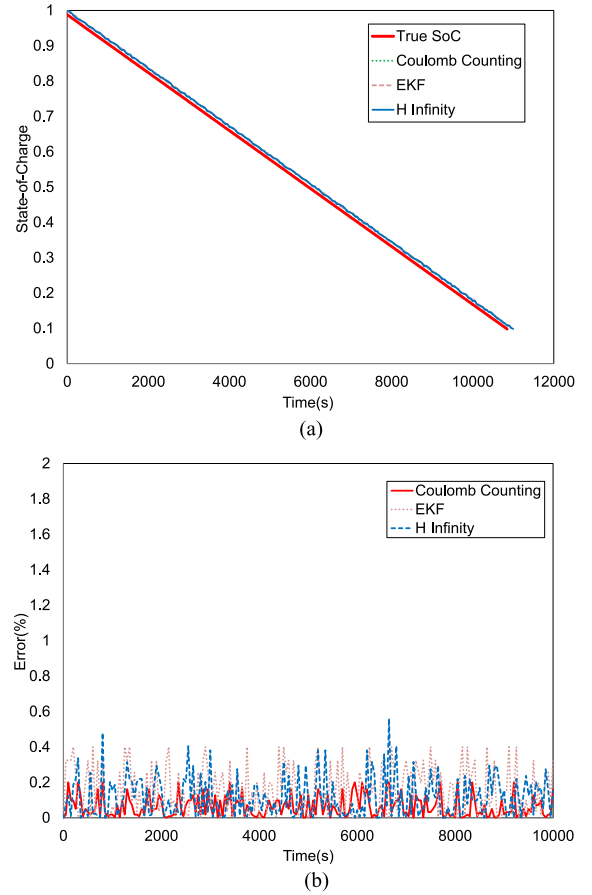 1
0.9
0.8
0.7
0.6
0.5
0.4
0.3
0.2
0.1
0
State-of-Charge
True SoC
Coulomb Counting
EKF
H Infinity
0 2000 4000 6000 8000 10000 12000
Time(s)
(a)
2
1.8
1.6
1.4
1.2
1
0.8
0.6
0.4
0.2
0
Error(%)
Coulomb Counting
EKF
H Infinity
0 2000 4000 6000 8000 10000
Time(s)
(b)